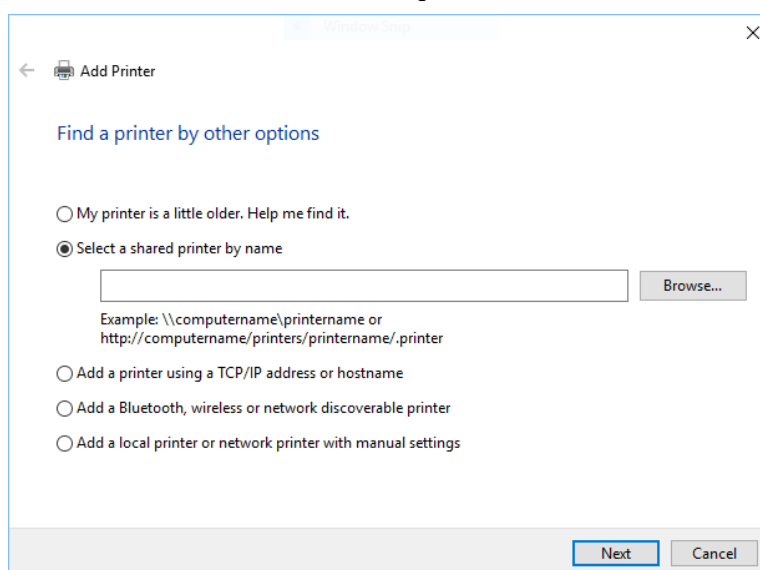 Window Snip
Add Printer
Find a printer by other options
My printer is a little older. Help me find it.
Select a shared printer by name
Browse...
Example: \\computername\printername or
http://computername/printers/printername/.printer
Add a printer using a TCP/IP address or hostname
Add a Bluetooth, wireless or network discoverable printer
Add a local printer or network printer with manual settings
Next Cancel